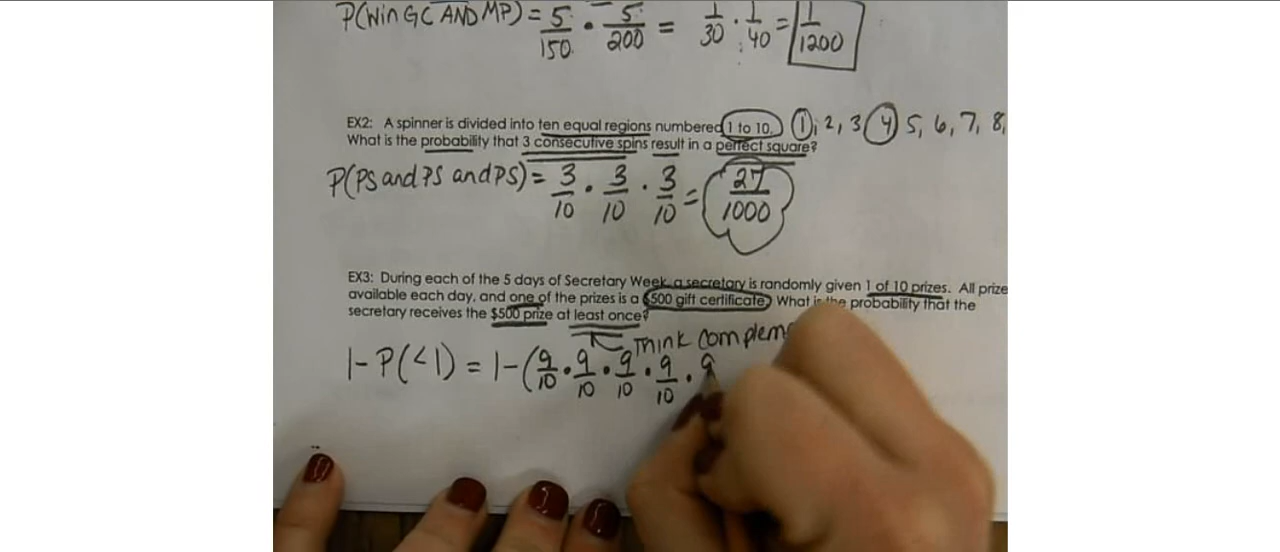 P(Win GC AND MP) = 5/150 · 5/200 = 1/30 · 1/40 = 1/1200
EX2: A spinner is divided into ten equal regions numbered 1 to 10. 1, 2, 3 4, 5, 6, 7, 8,
What is the probability that 3 consecutive spins result in a perfect square?
P(PS and PS and PS) = 3/10 · 3/10 · 3/10 = 27/1000
EX3: During each of the 5 days of Secretary Week, a secretary is randomly given 1 of 10 prizes. All prize
available each day, and one of the prizes is a $500 gift certificate. What is the probability that the
secretary receives the $500 prize at least once?
Think complem
1 - P(<1) = 1 - (9/10 · 9/10 · 9/10 · 9/10 · 9